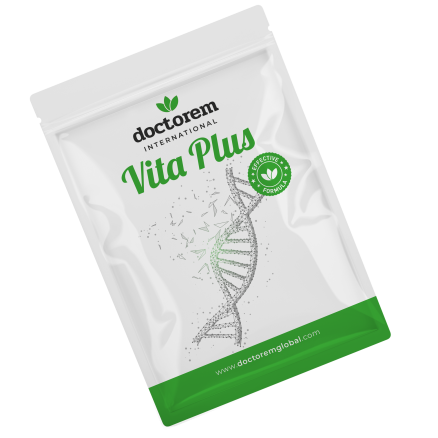 doctorem
INTERNATIONAL
Vita Plus
EFFECTIVE
FORMULA
www.doctoremglobal.com